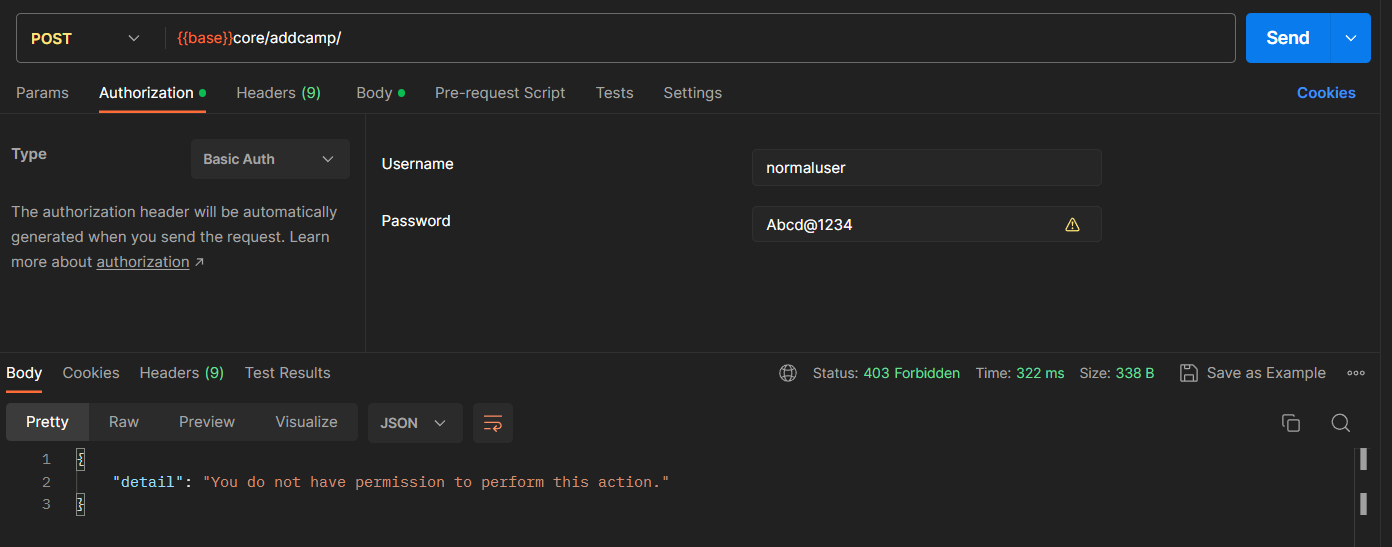 POST {{base}}core/addcamp/ Send
Params Authorization Headers (9) Body Pre-request Script Tests Settings Cookies
Type Basic Auth
The authorization header will be automatically
generated when you send the request. Learn
more about authorization ↗
Username normaluser
Password Abcd@1234
Body Cookies Headers (9) Test Results Status: 403 Forbidden Time: 322 ms Size: 338 B Save as Example
Pretty Raw Preview Visualize JSON
1 {
2 "detail": "You do not have permission to perform this action."
3 }